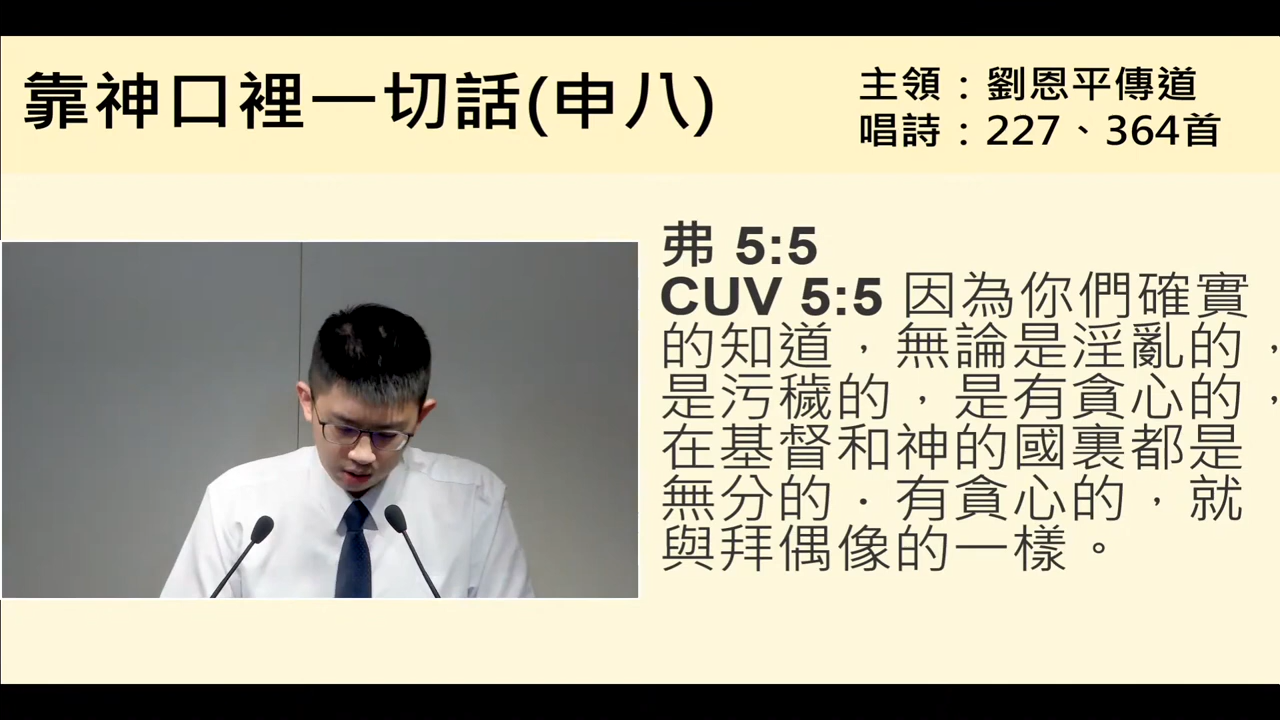 靠神口裡一切話(申八)
主領：劉恩平傳道
唱詩：227、364首
弗 5:5
CUV 5:5 因為你們確實
的知道，無論是淫亂的，
是污穢的，是有貪心的，
在基督和神的國裏都是
無分的．有貪心的，就
與拜偶像的一樣。